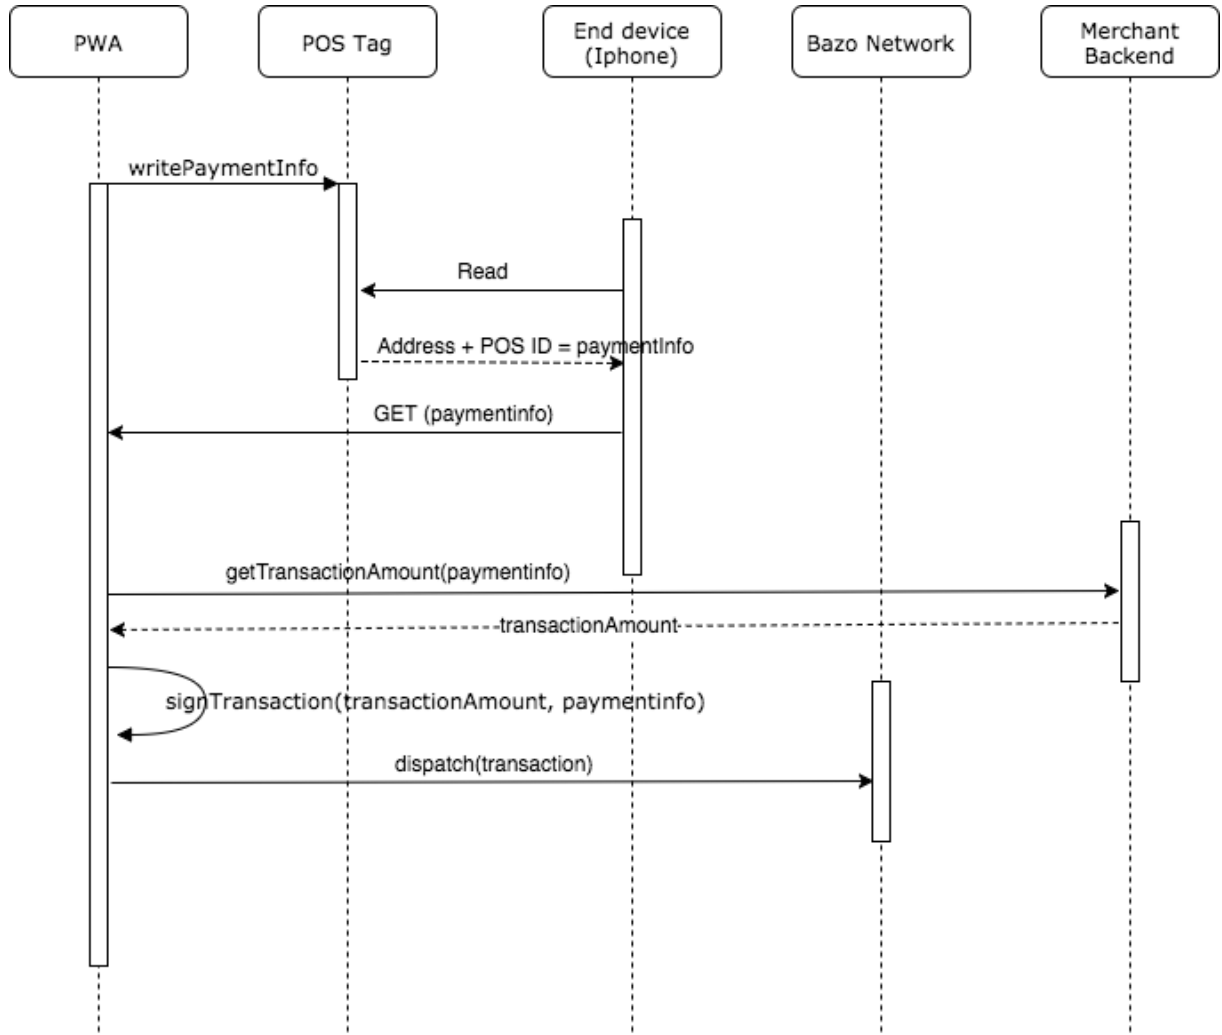 PWA
POS Tag
End device
(Iphone)
Bazo Network
Merchant
Backend
writePaymentInfo
Read
Address + POS ID = paymentInfo
GET (paymentinfo)
getTransactionAmount(paymentinfo)
transactionAmount
signTransaction(transactionAmount, paymentinfo)
dispatch(transaction)